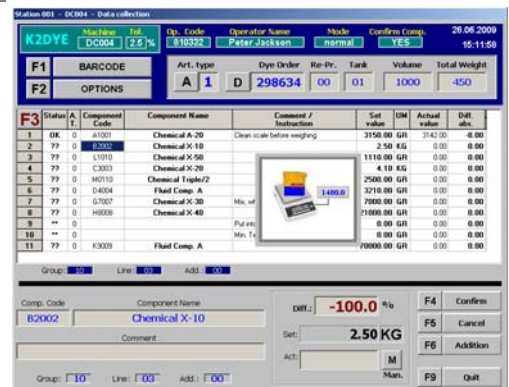 Station 001 - DC004 - Data collection
K2DYE Machine DC004 Tol. 2.5 % Op. Code 810332 Operator Name Peter Jackson Mode normal Confirm Comp. YES 26.06.2009 15:11:58
F1 BARCODE
F2 OPTIONS
Art. type A 1 Dye Order D 298634 Re-Pr. 00 Tank 01 Volume 1000 Total Weight 450
F3 Status A. T. Component Code Component Name Comment / Instruction Set value UM Actual value Diff. abs.
1 OK 0 A1001 Chemical A-20 Clean scale before weighing 3150.00 GR 3142.00 -8.00
2 ?? 0 B2002 Chemical X-10 2.50 KG 0.00 0.00
3 ?? 0 L1010 Chemical X-50 1110.00 GR 0.00 0.00
4 ?? 0 C3003 Chemical X-20 4.10 KG 0.00 0.00
5 ?? 0 M0110 Chemical Triple/2 2500.00 GR 0.00 0.00
6 ?? 0 D4004 Fluid Comp. A 3210.00 GR 0.00 0.00
7 ?? 0 G7007 Chemical X-30 Mix, 7000.00 GR 0.00 0.00
8 ?? 0 H8008 Chemical X-40 21000.00 GR 0.00 0.00
9 ** 0 Put into 4.00 GR 0.00 0.00
10 ** 0 Min. 0.00 GR 0.00 0.00
11 ?? 0 K9009 Fluid Comp. A 70000.00 GR 0.00 0.00
1480.0
Group: 10 Line: 03 Add.: 00
Comp. Code Component Name
B2002 Chemical X-10
Comment
Group: 10 Line: 03 Add.: 00
Diff.: -100.0 %
Set: 2.50 KG
Act: M
Man.
F4 Confirm
F5 Cancel
F6 Addition
F9 Quit